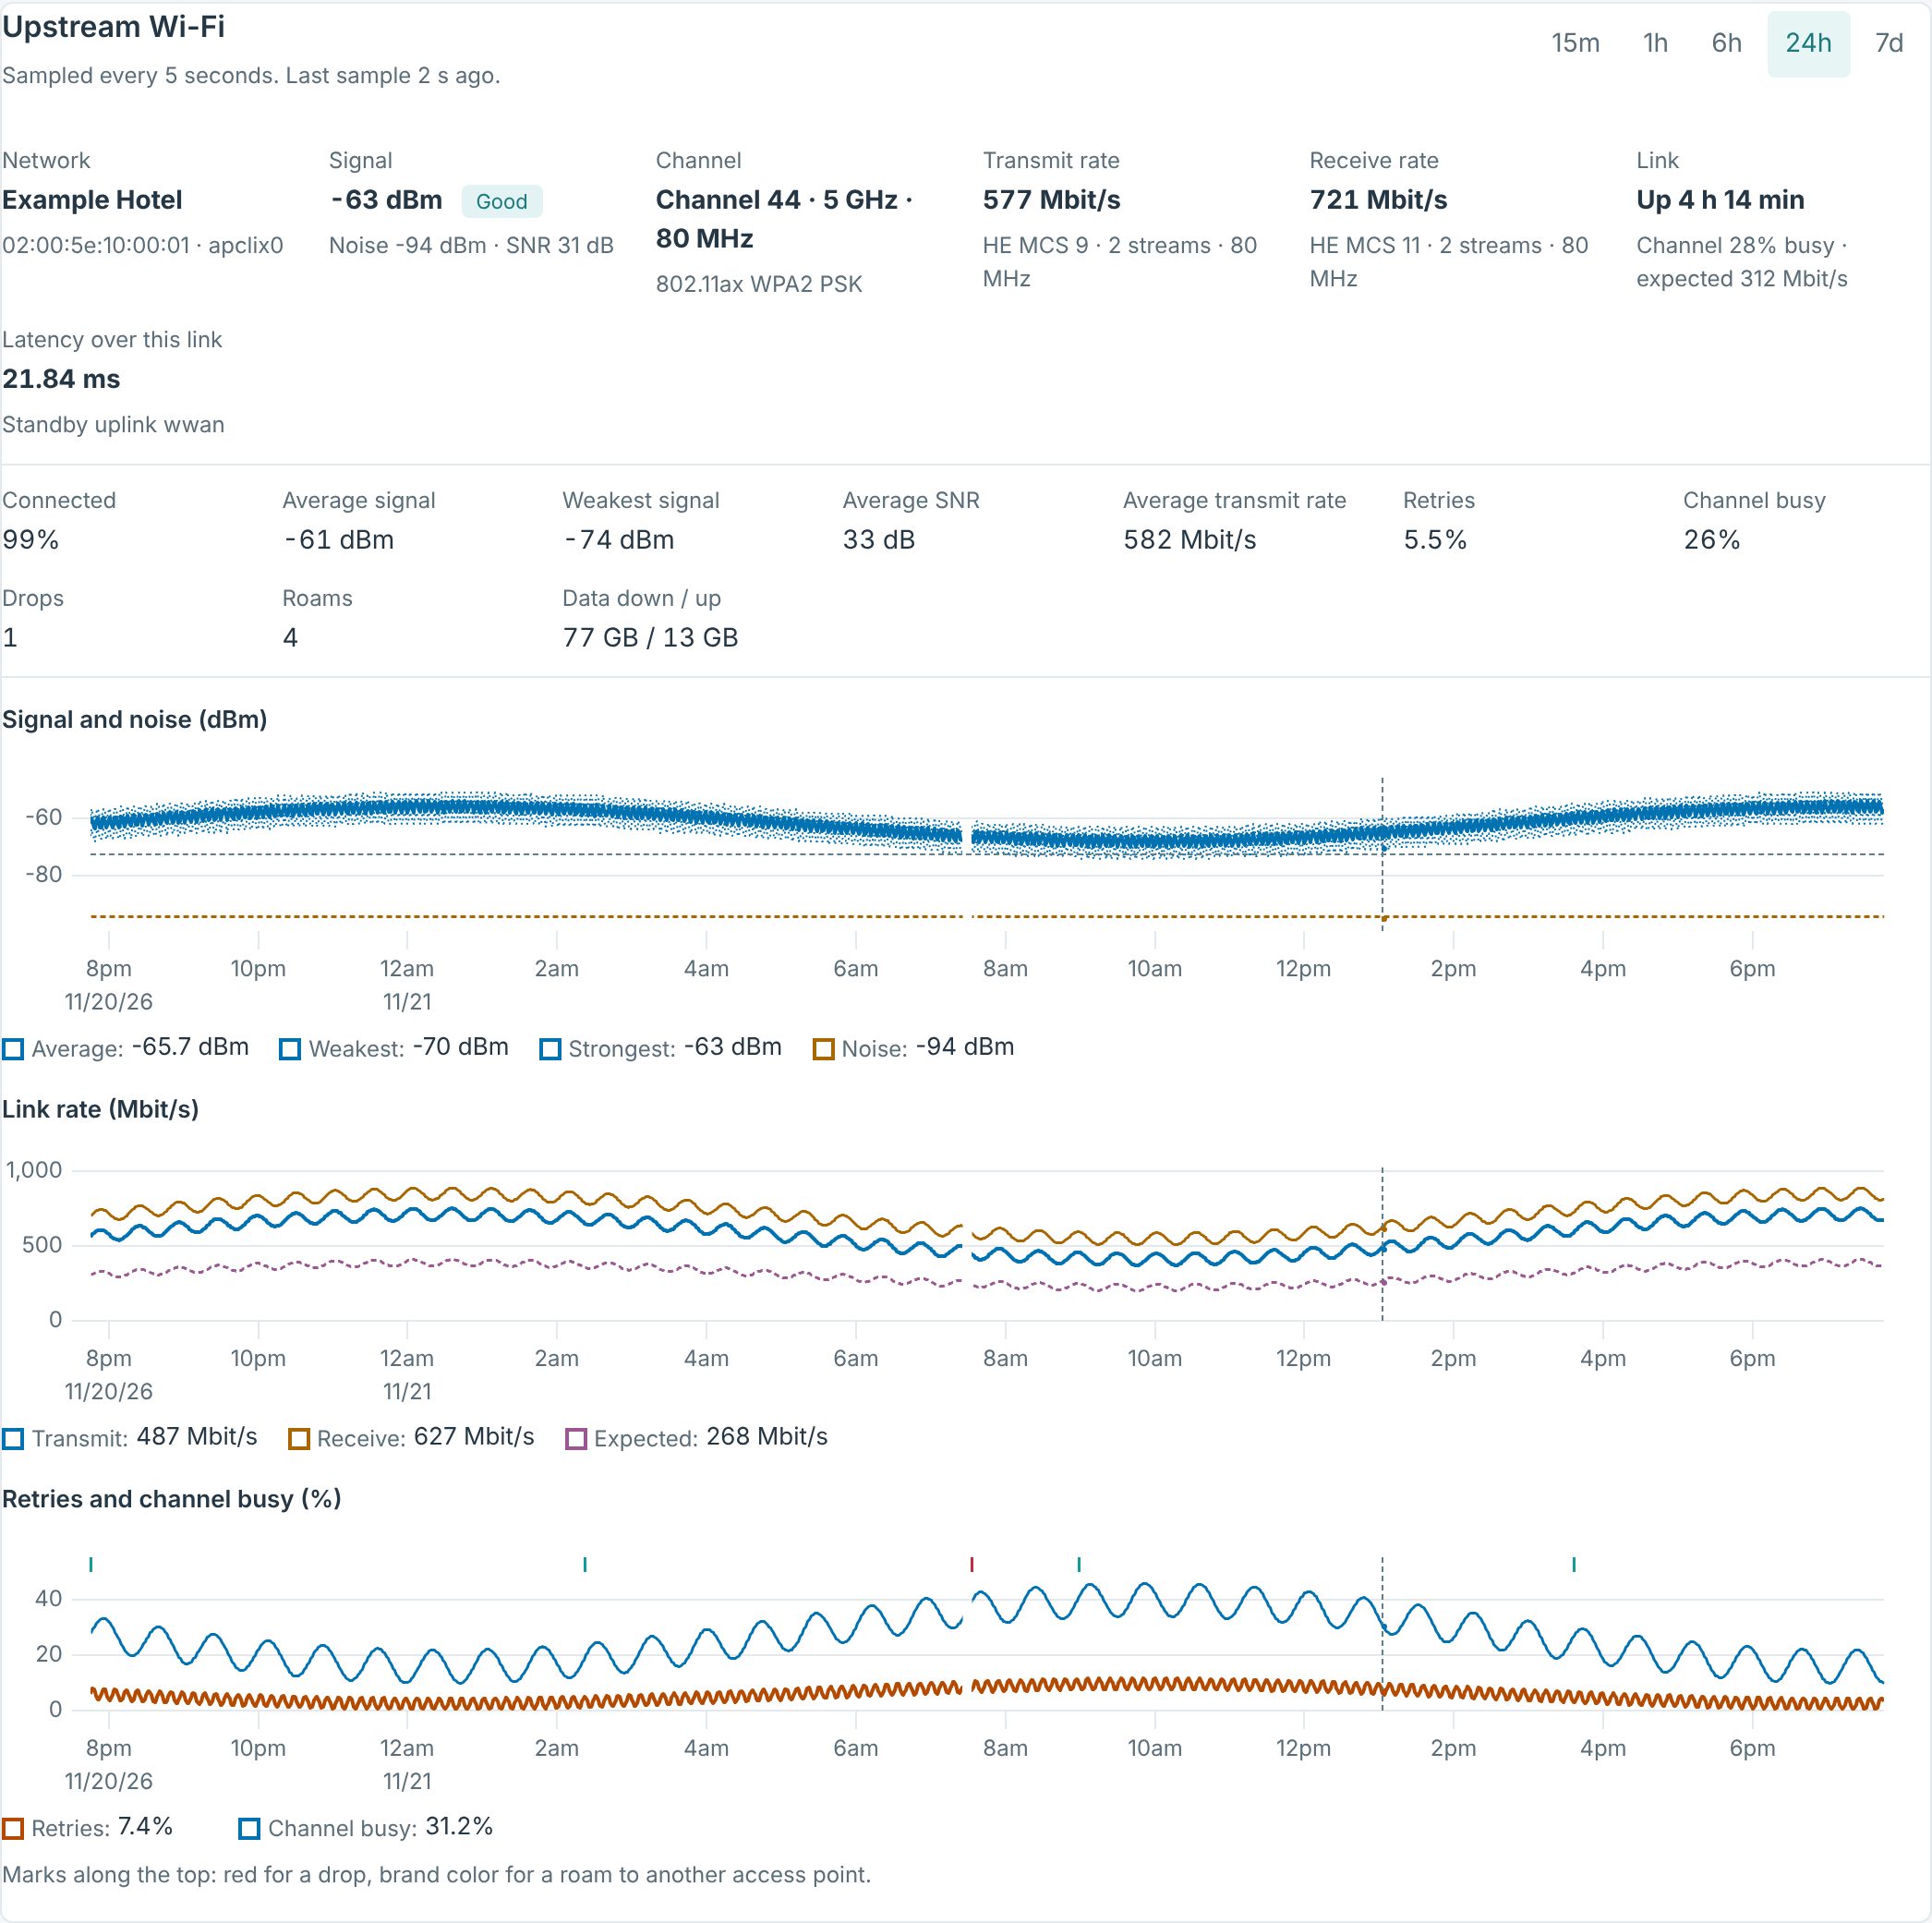 Upstream Wi-Fi
15m 1h 6h 24h 7d
Sampled every 5 seconds. Last sample 2 s ago.
Network
Example Hotel
02:00:5e:10:00:01 · apclix0
Signal
-63 dBm Good
Noise -94 dBm · SNR 31 dB
Channel
Channel 44 · 5 GHz ·
80 MHz
802.11ax WPA2 PSK
Transmit rate
577 Mbit/s
HE MCS 9 · 2 streams · 80
MHz
Receive rate
721 Mbit/s
HE MCS 11 · 2 streams · 80
MHz
Link
Up 4 h 14 min
Channel 28% busy ·
expected 312 Mbit/s
Latency over this link
21.84 ms
Standby uplink wwan
Connected
99%
Average signal
-61 dBm
Weakest signal
-74 dBm
Average SNR
33 dB
Average transmit rate
582 Mbit/s
Retries
5.5%
Channel busy
26%
Drops
1
Roams
4
Data down / up
77 GB / 13 GB
Signal and noise (dBm)
-60
-80
8pm 10pm 12am 2am 4am 6am 8am 10am 12pm 2pm 4pm 6pm
11/20/26 11/21
Average: -65.7 dBm Weakest: -70 dBm Strongest: -63 dBm Noise: -94 dBm
Link rate (Mbit/s)
1,000
500
0
8pm 10pm 12am 2am 4am 6am 8am 10am 12pm 2pm 4pm 6pm
11/20/26 11/21
Transmit: 487 Mbit/s Receive: 627 Mbit/s Expected: 268 Mbit/s
Retries and channel busy (%)
40
20
0
8pm 10pm 12am 2am 4am 6am 8am 10am 12pm 2pm 4pm 6pm
11/20/26 11/21
Retries: 7.4% Channel busy: 31.2%
Marks along the top: red for a drop, brand color for a roam to another access point.